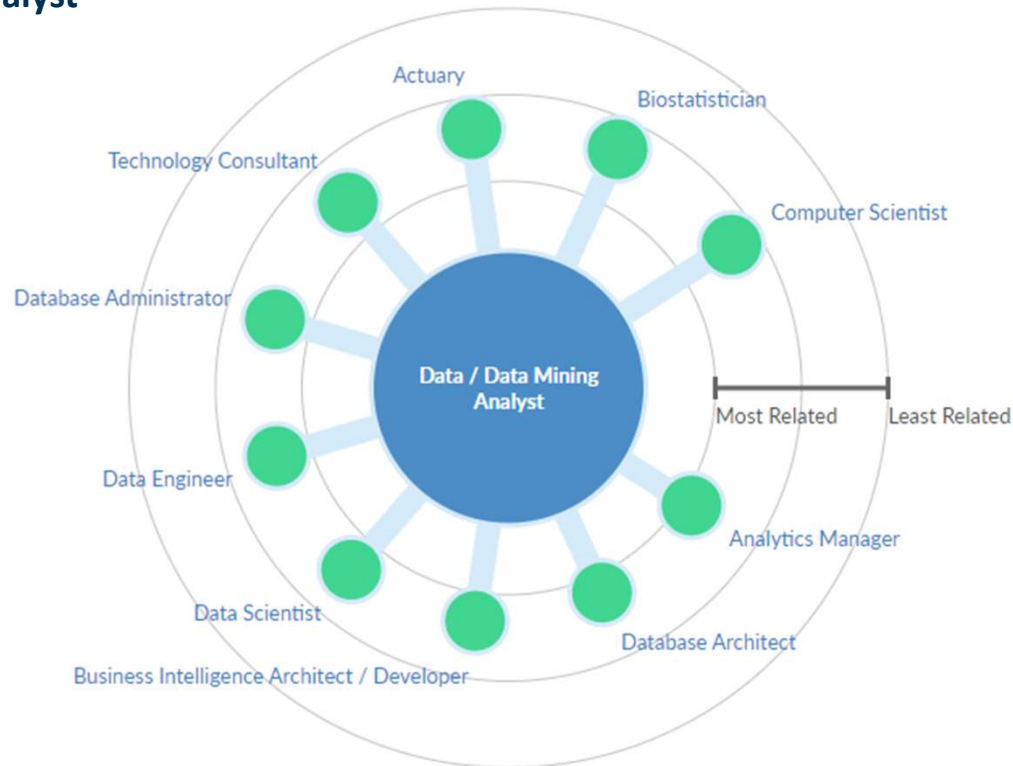 alyst
Actuary
Biostatistician
Technology Consultant
Computer Scientist
Database Administrator
Data / Data Mining
Analyst
Most Related
Least Related
Data Engineer
Analytics Manager
Data Scientist
Database Architect
Business Intelligence Architect / Developer